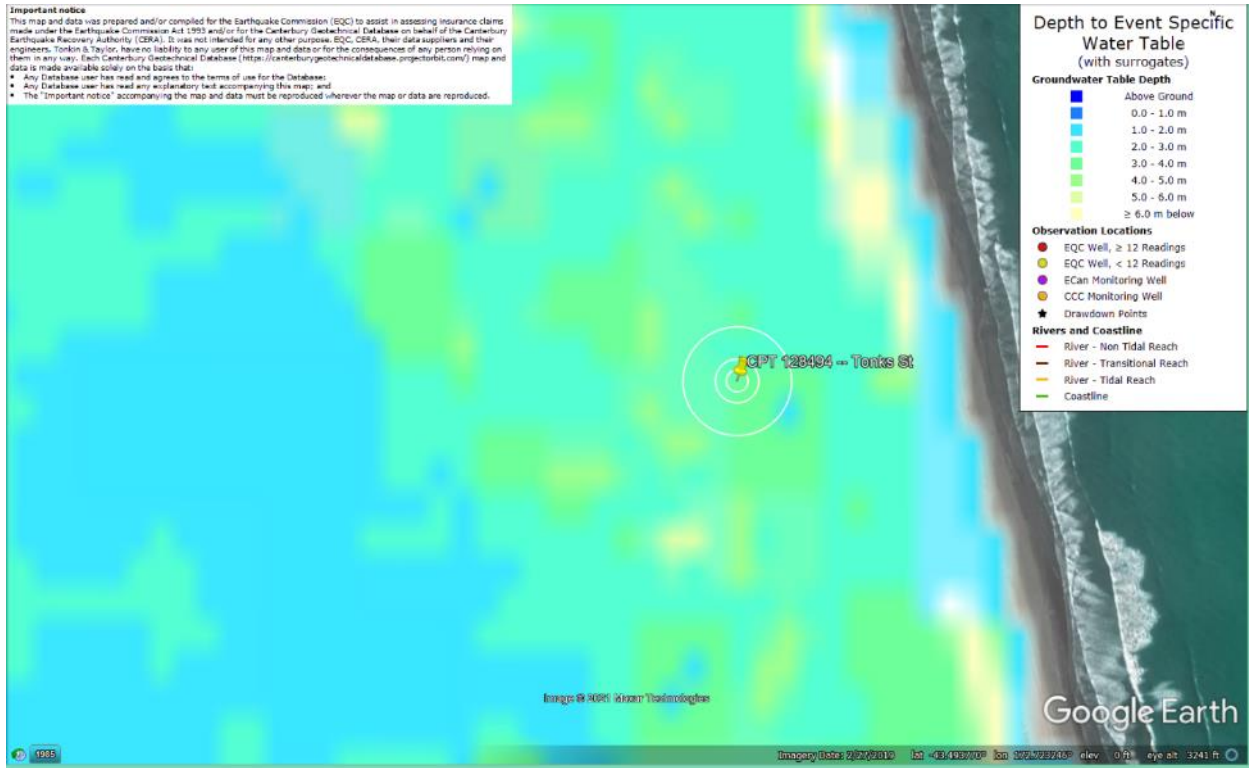 Important notice
This map and data was prepared and/or compiled for the Earthquake Commission (EQC) to assist in assessing insurance claims
made under the Earthquake Commission Act 1993 and/or for the Canterbury Geotechnical Database on behalf of the Canterbury
Earthquake Recovery Authority (CERA). It was not intended for any other purpose. EQC, CERA, their data suppliers and their
engineers, Tonkin & Taylor, have no liability to any user of this map and data or for the consequences of any person relying on
them in any way. Each Canterbury Geotechnical Database (https://canterburygeotechnicaldatabase.projectorbit.com/) map and
data is made available solely on the basis that:
• Any Database user has read and agrees to the terms of use for the Database;
• Any Database user has read any explanatory text accompanying this map; and
• The "Important notice" accompanying the map and data must be reproduced wherever the map or data are reproduced.
N
Depth to Event Specific
Water Table
(with surrogates)
Groundwater Table Depth
Above Ground
0.0 - 1.0 m
1.0 - 2.0 m
2.0 - 3.0 m
3.0 - 4.0 m
4.0 - 5.0 m
5.0 - 6.0 m
≥ 6.0 m below
Observation Locations
EQC Well, ≥ 12 Readings
EQC Well, < 12 Readings
ECan Monitoring Well
CCC Monitoring Well
Drawdown Points
Rivers and Coastline
River - Non Tidal Reach
River - Transitional Reach
River - Tidal Reach
Coastline
CPT 128494 -- Tonks St
Image © 2021 Maxar Technologies
Google Earth
1985
Imagery Date: 2/27/2019 lat -43.493770° lon 172.723246° elev 0 ft eye alt 3241 ft